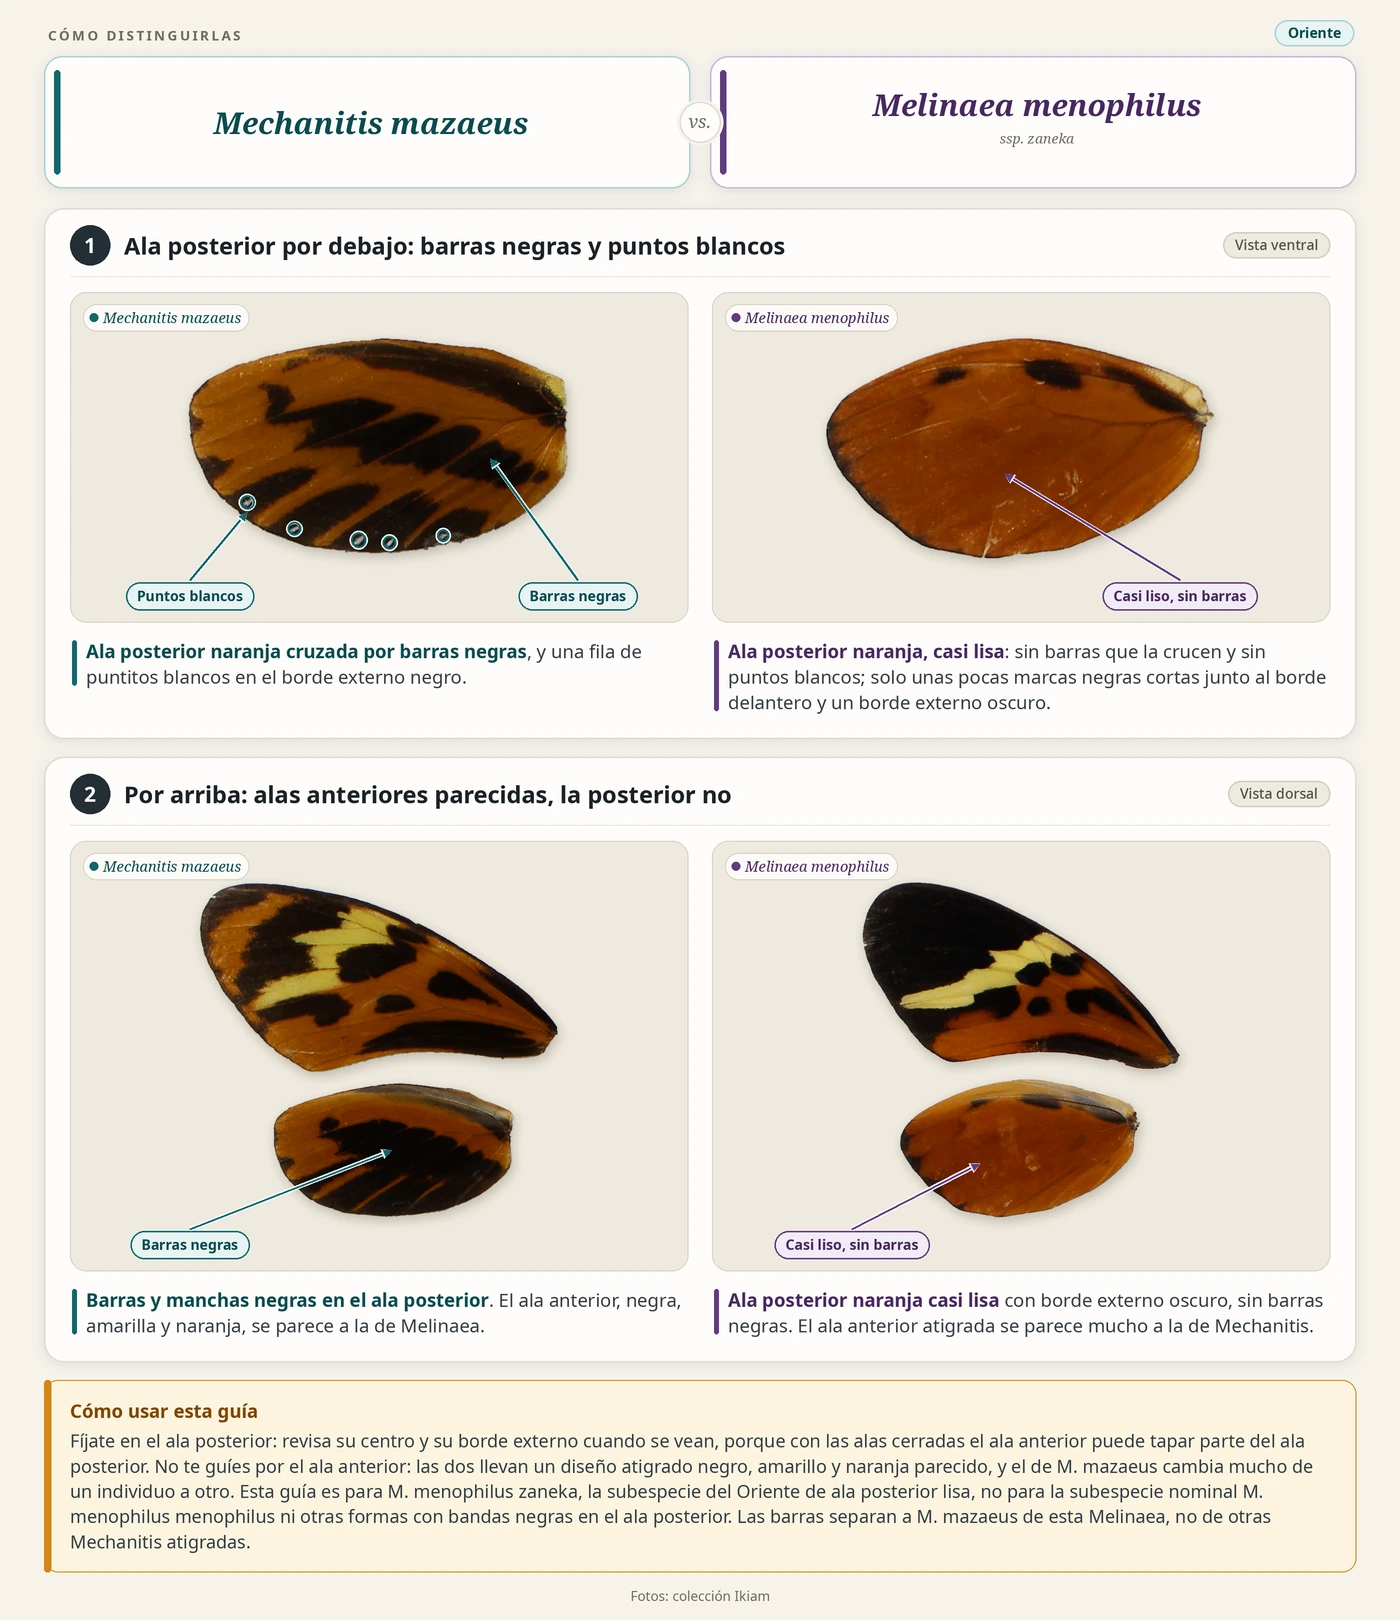 CÓMO DISTINGUIRLAS
Oriente
Mechanitis mazaeus
vs.
Melinaea menophilus
ssp. zaneka
1 Ala posterior por debajo: barras negras y puntos blancos
Vista ventral
Mechanitis mazaeus
Puntos blancos
Barras negras
Melinaea menophilus
Casi liso, sin barras
Ala posterior naranja cruzada por barras negras, y una fila de
puntitos blancos en el borde externo negro.
Ala posterior naranja, casi lisa: sin barras que la crucen y sin
puntos blancos; solo unas pocas marcas negras cortas junto al borde
delantero y un borde externo oscuro.
2 Por arriba: alas anteriores parecidas, la posterior no
Vista dorsal
Mechanitis mazaeus
Barras negras
Melinaea menophilus
Casi liso, sin barras
Barras y manchas negras en el ala posterior. El ala anterior, negra,
amarilla y naranja, se parece a la de Melinaea.
Ala posterior naranja casi lisa con borde externo oscuro, sin barras
negras. El ala anterior atigrada se parece mucho a la de Mechanitis.
Cómo usar esta guía
Fíjate en el ala posterior: revisa su centro y su borde externo cuando se vean, porque con las alas cerradas el ala anterior puede tapar parte del ala
posterior. No te guíes por el ala anterior: las dos llevan un diseño atigrado negro, amarillo y naranja parecido, y el de M. mazaeus cambia mucho de
un individuo a otro. Esta guía es para M. menophilus zaneka, la subespecie del Oriente de ala posterior lisa, no para la subespecie nominal M.
menophilus menophilus ni otras formas con bandas negras en el ala posterior. Las barras separan a M. mazaeus de esta Melinaea, no de otras
Mechanitis atigradas.
Fotos: colección Ikiam